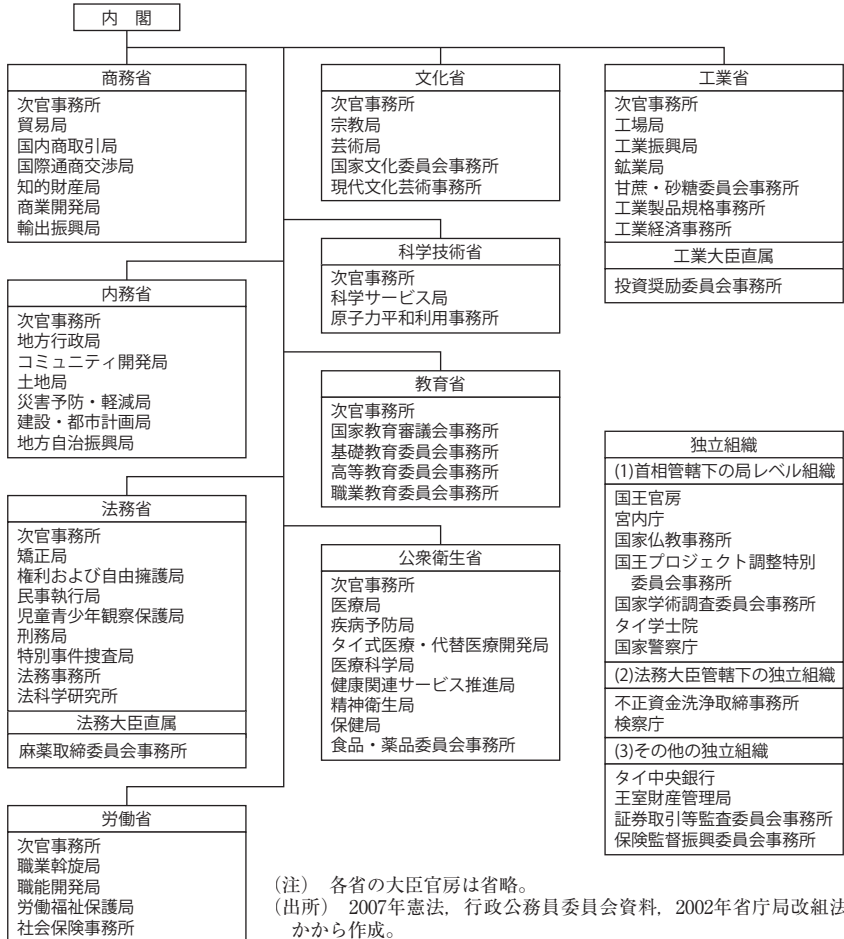 内　閣
商務省
次官事務所
貿易局
国内商取引局
国際通商交渉局
知的財産局
商業開発局
輸出振興局
内務省
次官事務所
地方行政局
コミュニティ開発局
土地局
災害予防・軽減局
建設・都市計画局
地方自治振興局
法務省
次官事務所
矯正局
権利および自由擁護局
民事執行局
児童青少年観察保護局
刑務局
特別事件捜査局
法務事務所
法科学研究所
法務大臣直属
麻薬取締委員会事務所
労働省
次官事務所
職業斡旋局
職能開発局
労働福祉保護局
社会保険事務所
文化省
次官事務所
宗教局
芸術局
国家文化委員会事務所
現代文化芸術事務所
科学技術省
次官事務所
科学サービス局
原子力平和利用事務所
教育省
次官事務所
国家教育審議会事務所
基礎教育委員会事務所
高等教育委員会事務所
職業教育委員会事務所
公衆衛生省
次官事務所
医療局
疾病予防局
タイ式医療・代替医療開発局
医療科学局
健康関連サービス推進局
精神衛生局
保健局
食品・薬品委員会事務所
工業省
次官事務所
工場局
工業振興局
鉱業局
甘蔗・砂糖委員会事務所
工業製品規格事務所
工業経済事務所
工業大臣直属
投資奨励委員会事務所
独立組織
(1)首相管轄下の局レベル組織
国王官房
宮内庁
国家仏教事務所
国王プロジェクト調整特別
委員会事務所
国家学術調査委員会事務所
タイ学士院
国家警察庁
(2)法務大臣管轄下の独立組織
不正資金洗浄取締事務所
検察庁
(3)その他の独立組織
タイ中央銀行
王室財産管理局
証券取引等監査委員会事務所
保険監督振興委員会事務所
（注）　各省の大臣官房は省略。
（出所）　2007年憲法，行政公務員委員会資料，2002年省庁局改組法
かから作成。